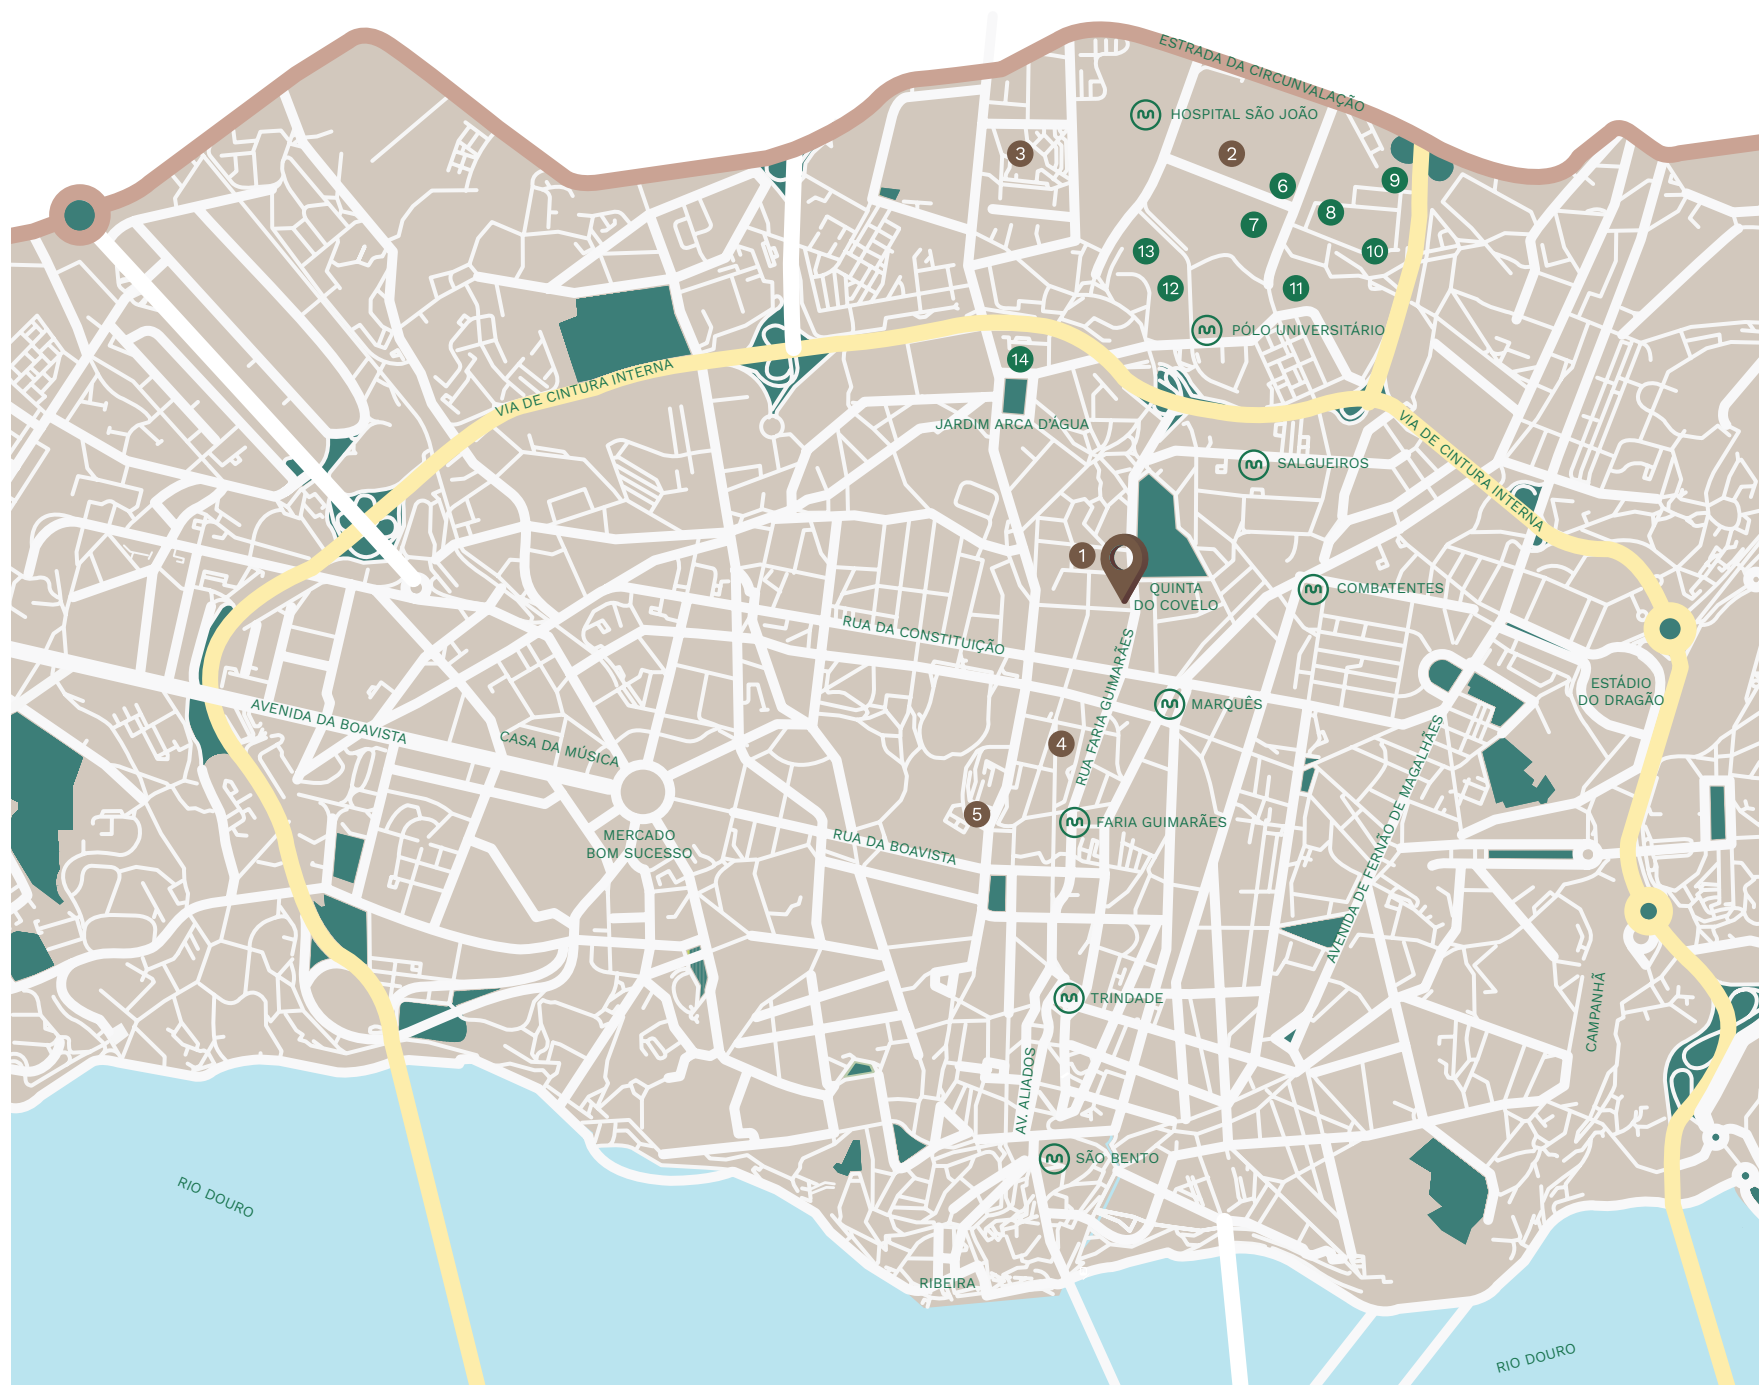 ESTRADA DA CIRCUNVALAÇÃO
HOSPITAL SÃO JOÃO
3
2
9
6
8
7
13
10
12
11
PÓLO UNIVERSITÁRIO
14
VIA DE CINTURA INTERNA
JARDIM ARCA D'ÁGUA
VIA DE CINTURA INTERNA
SALGUEIROS
1
QUINTA
DO COVELO
COMBATENTES
RUA DA CONSTITUIÇÃO
RUA FARIA GUIMARÃES
ESTÁDIO
DO DRAGÃO
MARQUÊS
AVENIDA DA BOAVISTA
CASA DA MÚSICA
4
AVENIDA DE FERNÃO DE MAGALHÃES
5
FARIA GUIMARÃES
MERCADO
BOM SUCESSO
RUA DA BOAVISTA
TRINDADE
CAMPANHÃ
AV. ALIADOS
SÃO BENTO
RIO DOURO
RIBEIRA
RIO DOURO